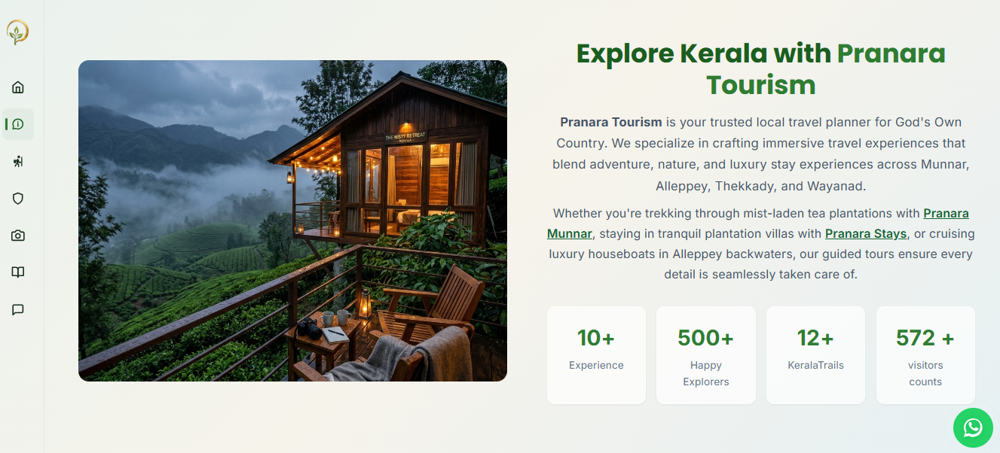 Explore Kerala with Pranara
Tourism
THE MISTY RETREAT
KERALA
Pranara Tourism is your trusted local travel planner for God's Own
Country. We specialize in crafting immersive travel experiences that
blend adventure, nature, and luxury stay experiences across Munnar,
Alleppey, Thekkady, and Wayanad.
Whether you're trekking through mist-laden tea plantations with Pranara
Munnar, staying in tranquil plantation villas with Pranara Stays, or cruising
luxury houseboats in Alleppey backwaters, our guided tours ensure every
detail is seamlessly taken care of.
10+
Experience
500+
Happy
Explorers
12+
KeralaTrails
572 +
visitors
counts